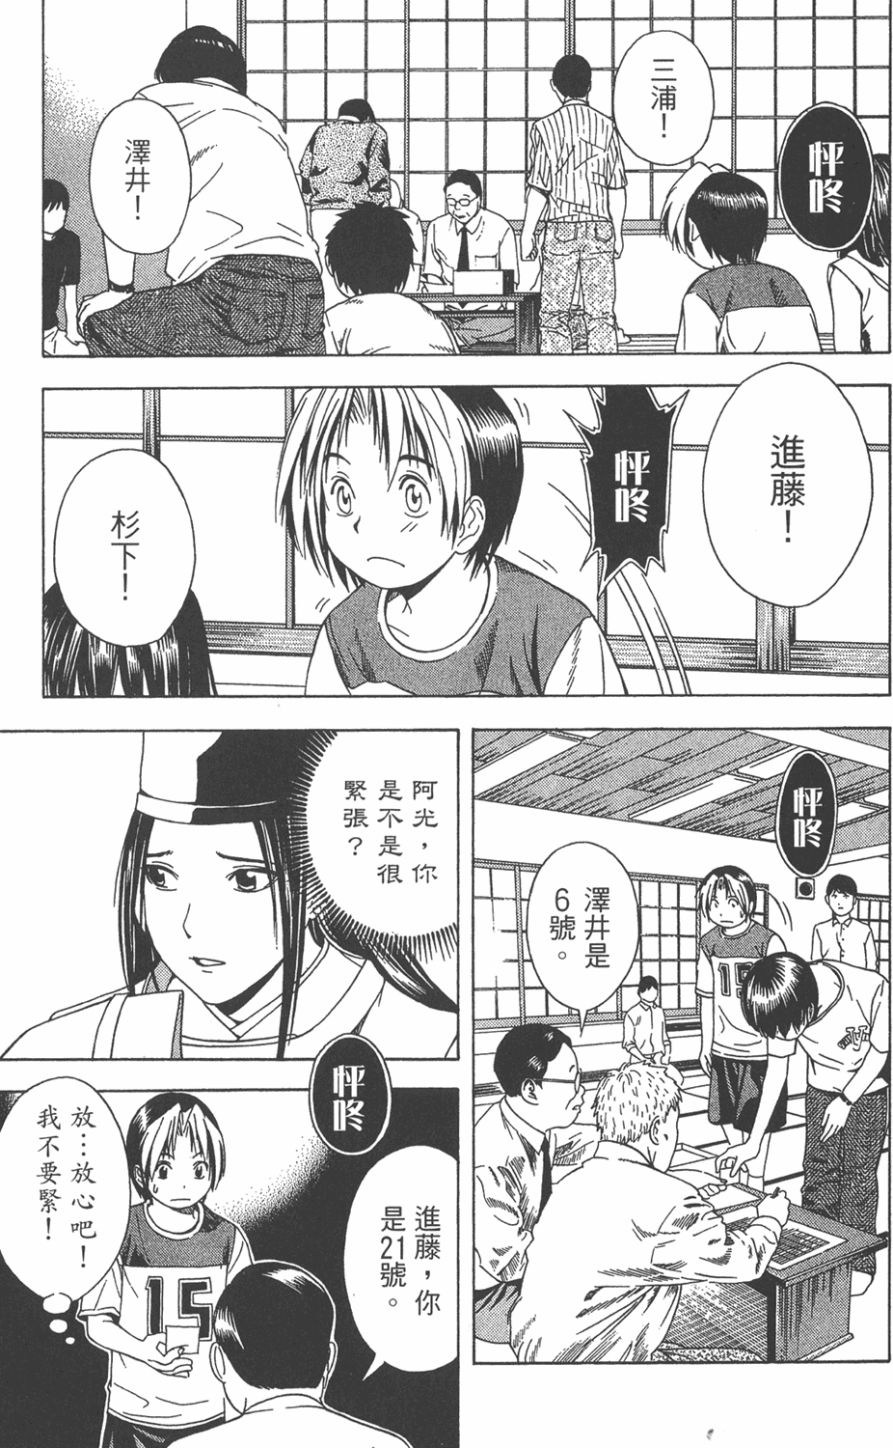 怦咚
三浦！
澤井！
進藤！
怦咚
杉下！
怦咚
澤井是
6號。
15
阿光，你
是不是很
緊張？
怦咚
進藤，你
是21號。
放…放心吧！
我不要緊！
15